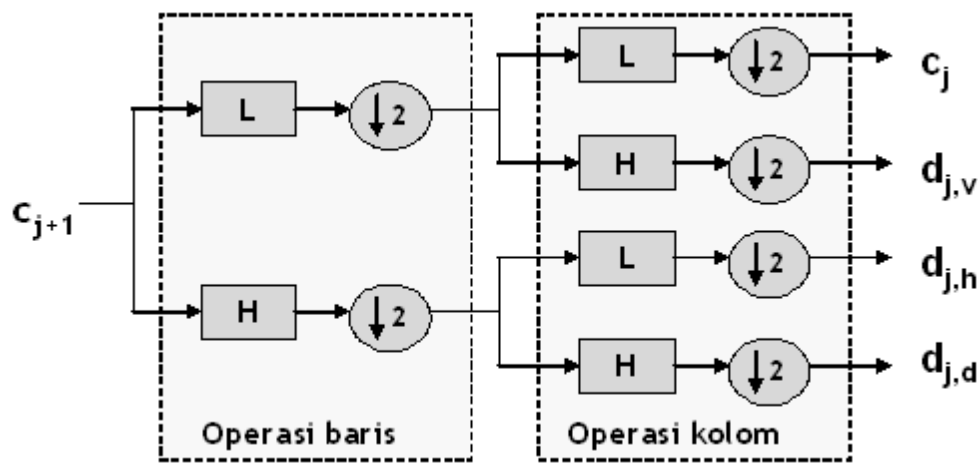 L
↓2
c_j
L
↓2
H
↓2
d_{j,v}
c_{j+1}
L
↓2
d_{j,h}
H
↓2
H
↓2
d_{j,d}
Operasi baris
Operasi kolom